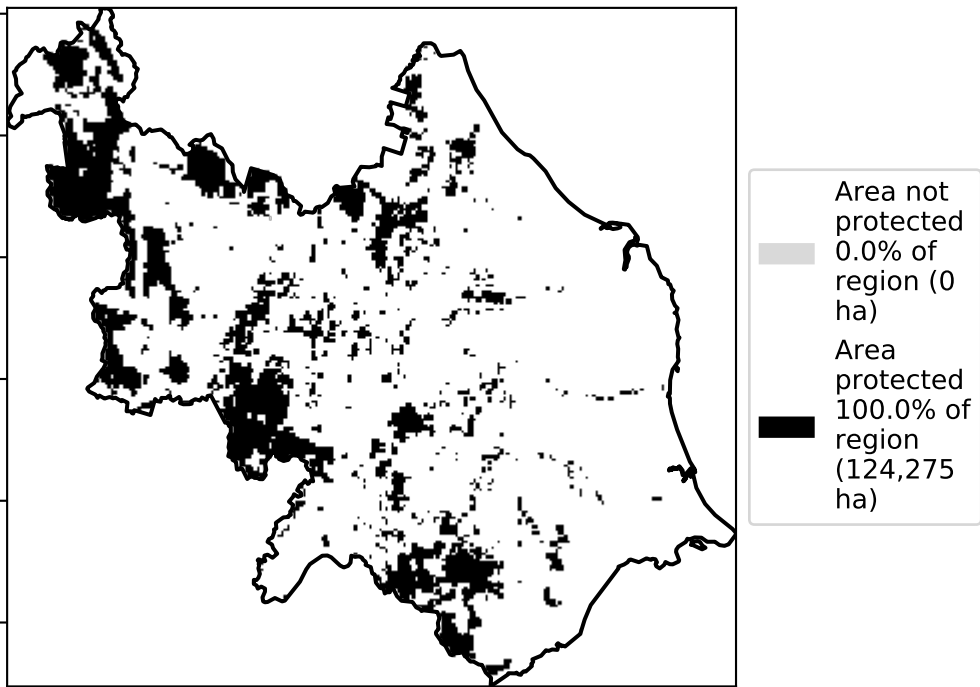 Area not
protected
0.0% of
region (0
ha)
Area
protected
100.0% of
region
(124,275
ha)